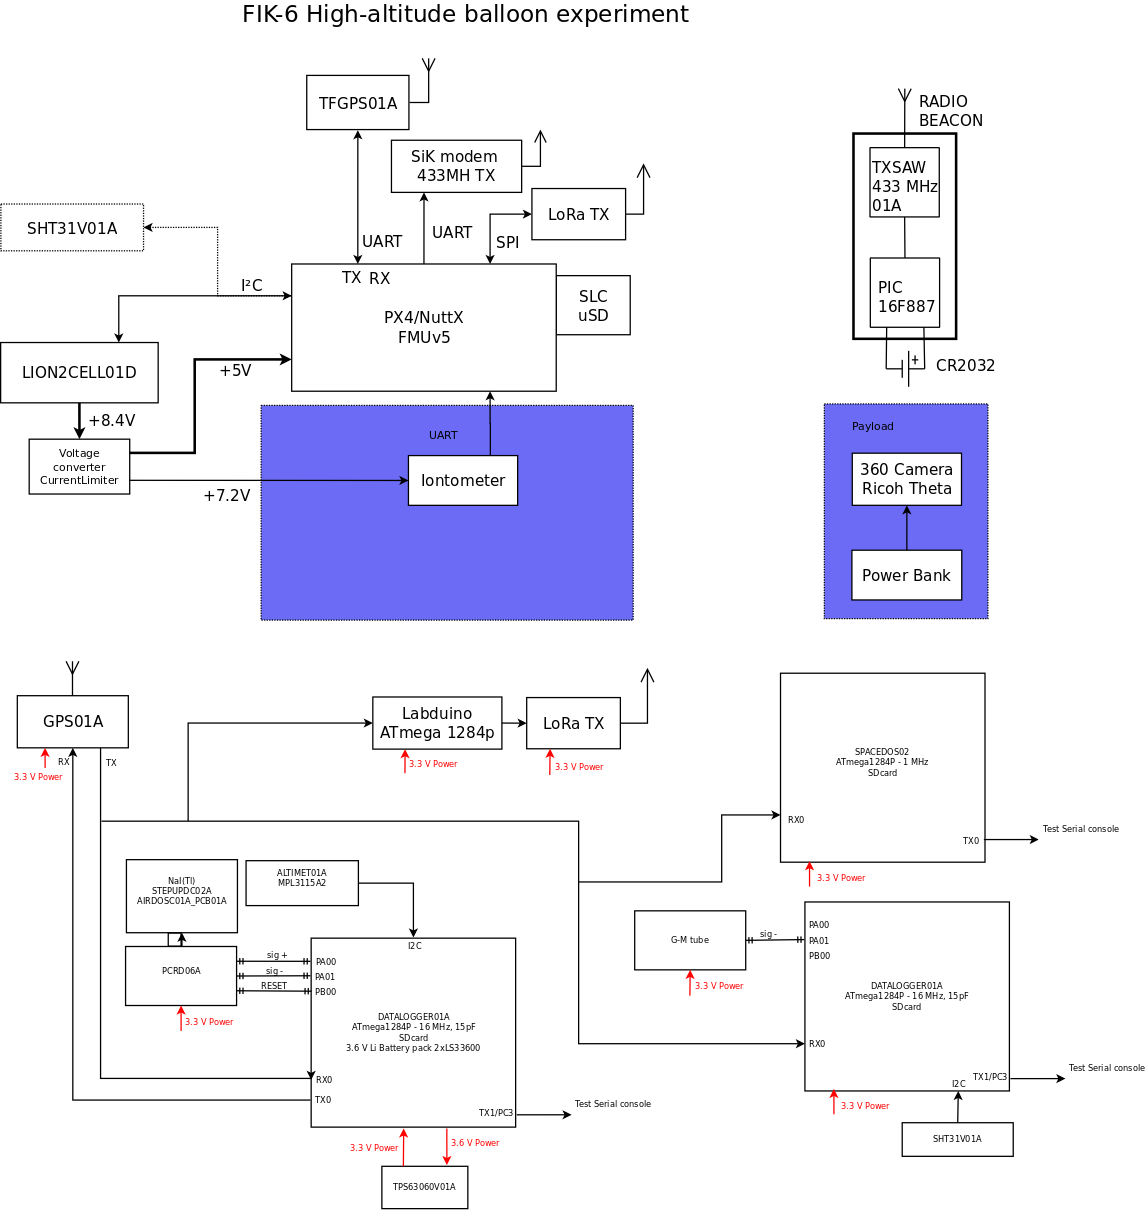 FIK-6 High-altitude balloon experiment
TFGPS01A
RADIO
BEACON
SiK modem
433MH TX
TXSAW
433 MHz
01A
LoRa TX
SHT31V01A
UART
UART
SPI
I²C
TX RX
PIC
16F887
SLC
uSD
PX4/NuttX
FMUv5
CR2032
LION2CELL01D
+5V
+8.4V
Voltage
converter
CurrentLimiter
UART
Payload
+7.2V
Iontometer
360 Camera
Ricoh Theta
Power Bank
GPS01A
RX
TX
3.3 V Power
Labduino
ATmega 1284p
LoRa TX
3.3 V Power
3.3 V Power
SPACEDOS02
ATmega1284P - 1 MHz
SDcard
RX0
TX0
Test Serial console
3.3 V Power
NaI(Tl)
STEPUPDC02A
AIRDOSC01A_PCB01A
ALTIMET01A
MPL3115A2
I2C
PCRD06A
sig +
sig -
RESET
PA00
PA01
PB00
3.3 V Power
DATALOGGER01A
ATmega1284P - 16 MHz, 15pF
SDcard
3.6 V Li Battery pack 2xLS33600
RX0
TX0
TX1/PC3
Test Serial console
3.3 V Power
3.6 V Power
TPS63060V01A
G-M tube
sig -
3.3 V Power
PA00
PA01
PB00
DATALOGGER01A
ATmega1284P - 16 MHz, 15pF
SDcard
RX0
TX1/PC3
I2C
Test Serial console
3.3 V Power
SHT31V01A